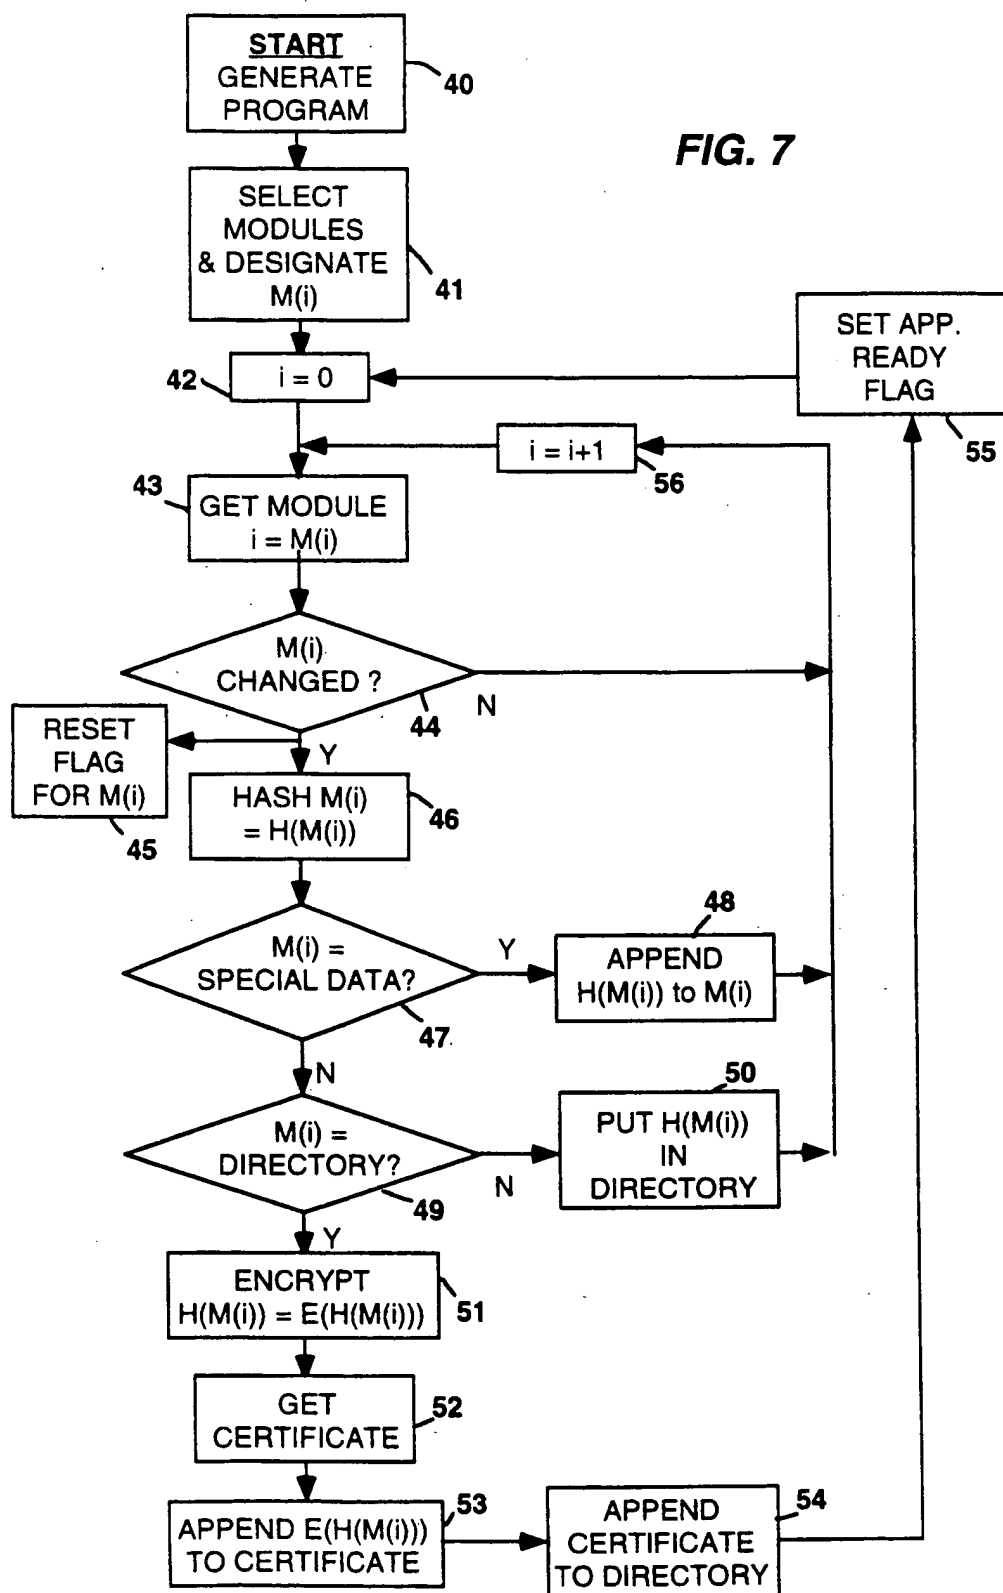 START
GENERATE
PROGRAM
40
FIG. 7
SELECT
MODULES
& DESIGNATE
M(i)
41
SET APP.
READY
FLAG
55
i = 0
42
i = i+1
56
43
GET MODULE
i = M(i)
M(i)
CHANGED ?
44
N
RESET
FLAG
FOR M(i)
45
Y
HASH M(i)
= H(M(i))
46
M(i) =
SPECIAL DATA?
47
Y
48
APPEND
H(M(i)) to M(i)
N
M(i) =
DIRECTORY?
49
N
50
PUT H(M(i))
IN
DIRECTORY
Y
ENCRYPT
H(M(i)) = E(H(M(i)))
51
GET
CERTIFICATE
52
APPEND E(H(M(i)))
TO CERTIFICATE
53
APPEND
CERTIFICATE
TO DIRECTORY
54